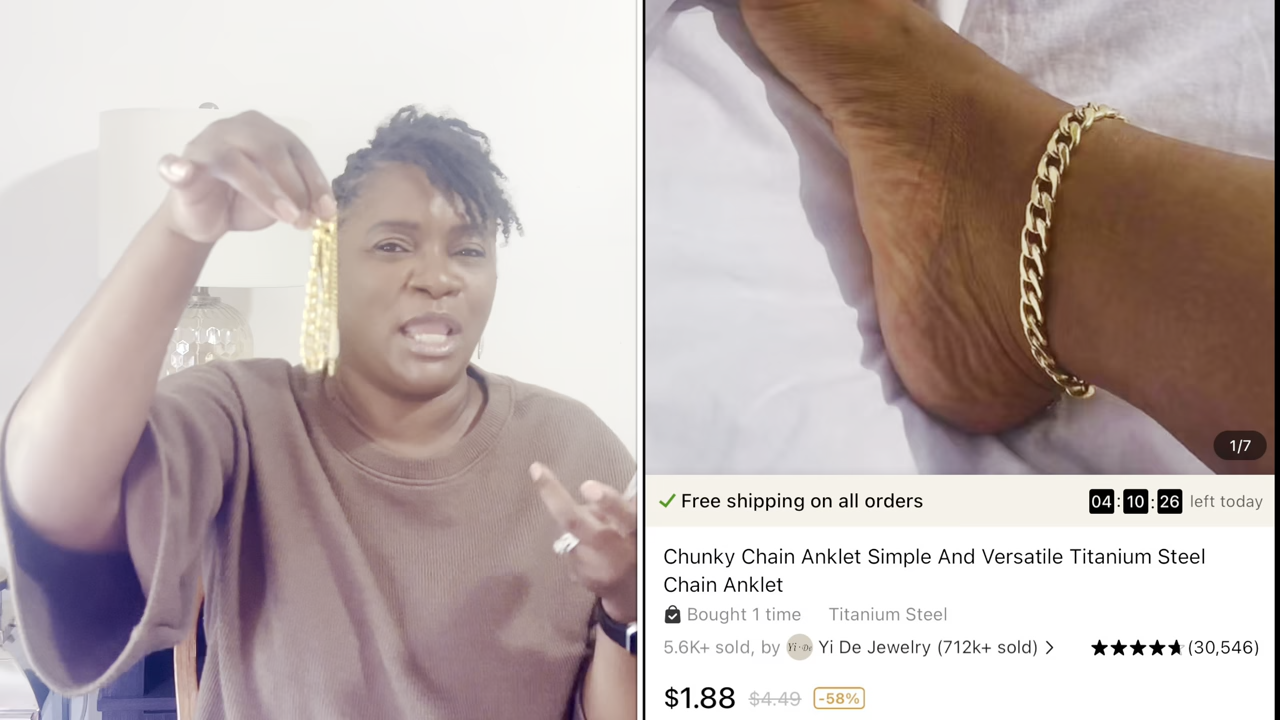 1/7
Free shipping on all orders
04:10:26 left today
Chunky Chain Anklet Simple And Versatile Titanium Steel
Chain Anklet
Bought 1 time Titanium Steel
5.6K+ sold, by Yi·De Yi De Jewelry (712k+ sold) (30,546)
$1.88 $4.49 -58%